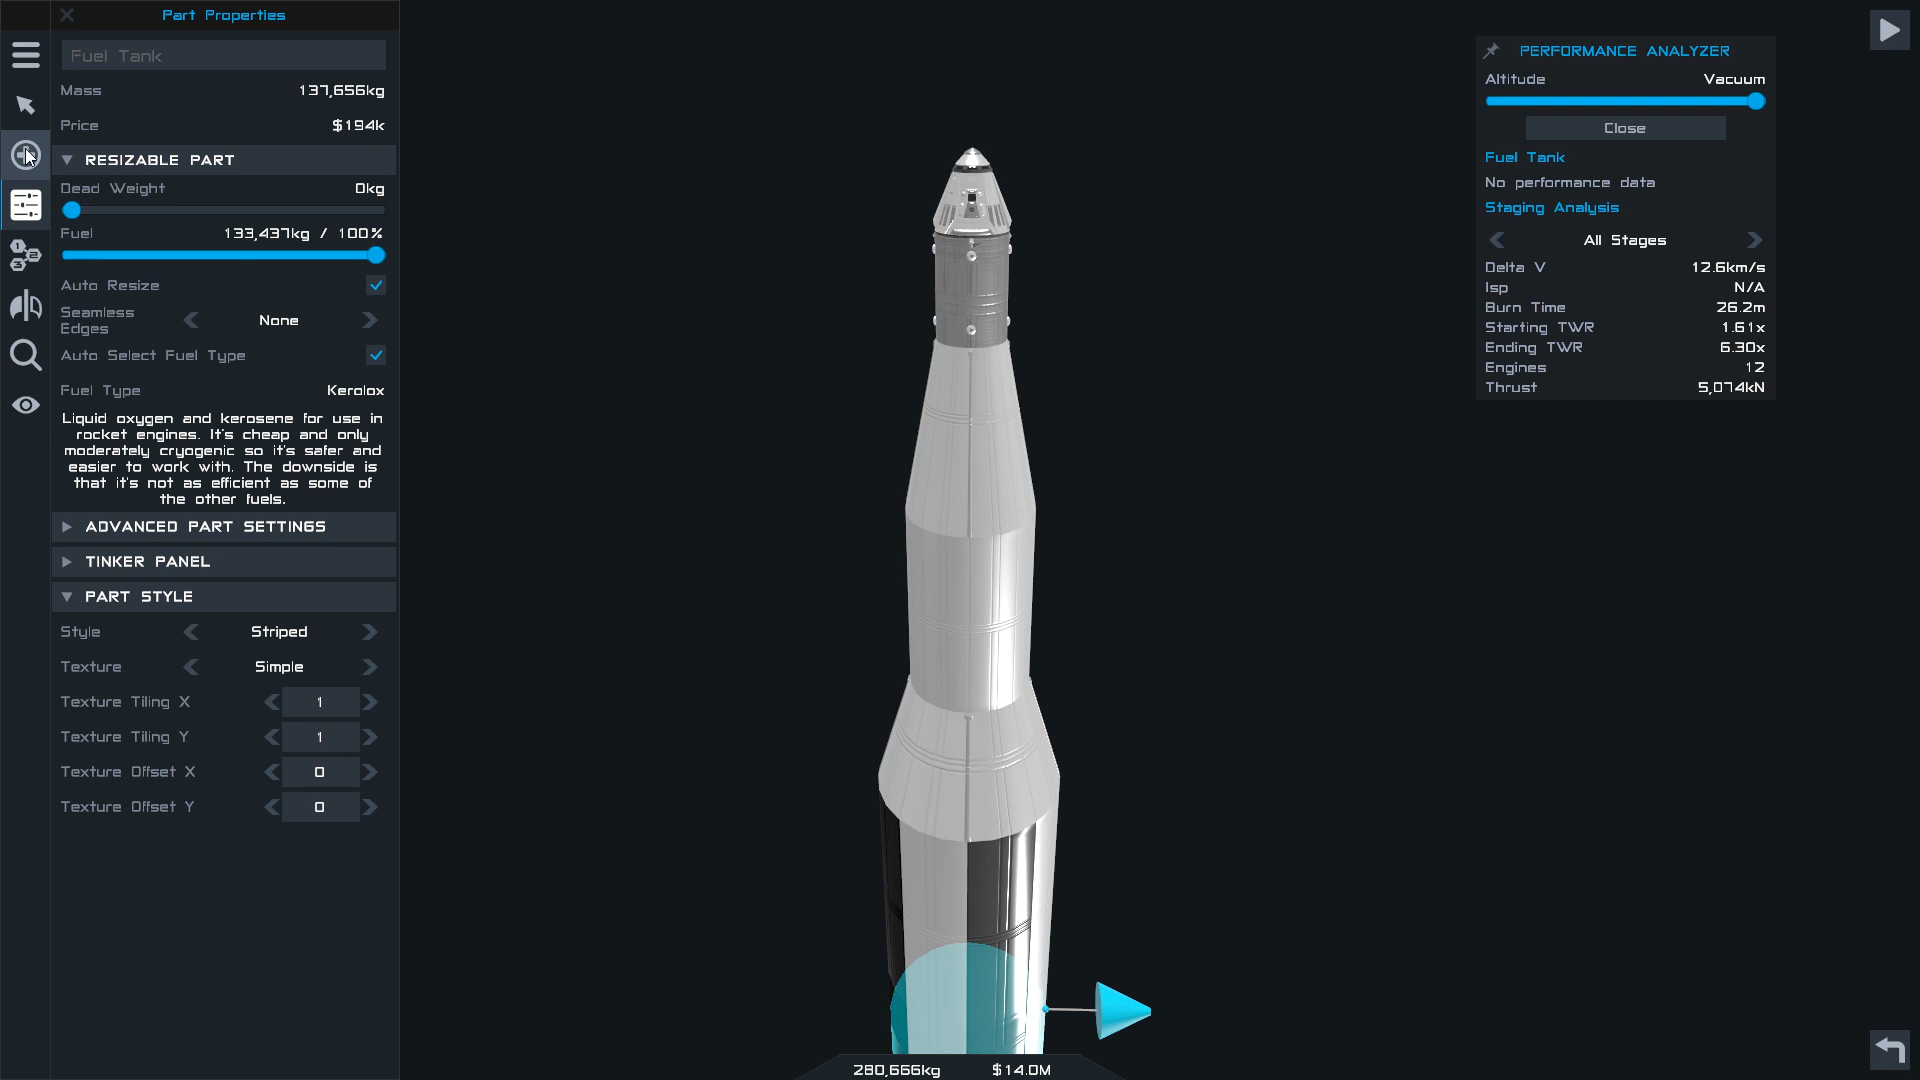 Part Properties
Fuel Tank
Mass 137,656kg
Price $194k
RESIZABLE PART
Dead Weight 0kg
Fuel 133,437kg / 100%
Auto Resize
Seamless Edges None
Auto Select Fuel Type
Fuel Type Kerolox
Liquid oxygen and kerosene for use in
rocket engines. It's cheap and only
moderately cryogenic so it's safer and
easier to work with. The downside is
that it's not as efficient as some of
the other fuels.
ADVANCED PART SETTINGS
TINKER PANEL
PART STYLE
Style Striped
Texture Simple
Texture Tiling X 1
Texture Tiling Y 1
Texture Offset X 0
Texture Offset Y 0
1 2 3
PERFORMANCE ANALYZER
Altitude Vacuum
Close
Fuel Tank
No performance data
Staging Analysis
All Stages
Delta V 12.6km/s
Isp N/A
Burn Time 26.2m
Starting TWR 1.61x
Ending TWR 6.30x
Engines 12
Thrust 5,074kN
280,666kg $14.0M